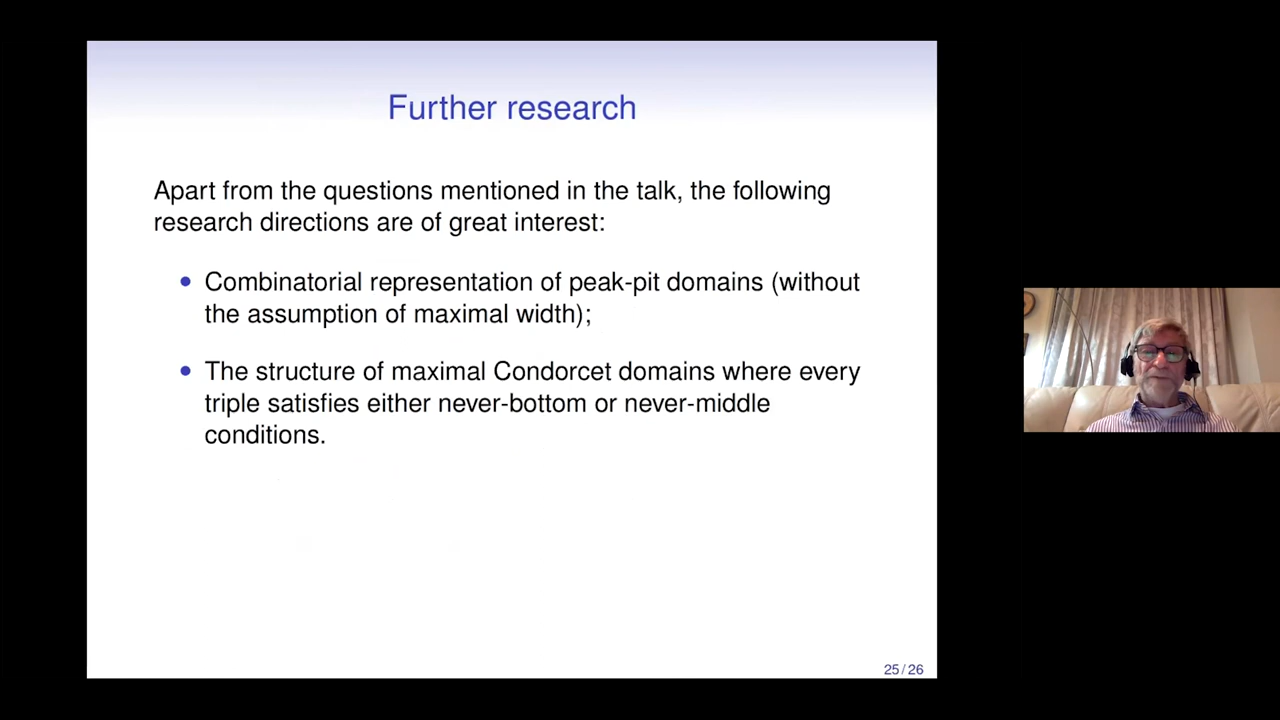 Further research
Apart from the questions mentioned in the talk, the following
research directions are of great interest:
• Combinatorial representation of peak-pit domains (without
the assumption of maximal width);
• The structure of maximal Condorcet domains where every
triple satisfies either never-bottom or never-middle
conditions.
25 / 26